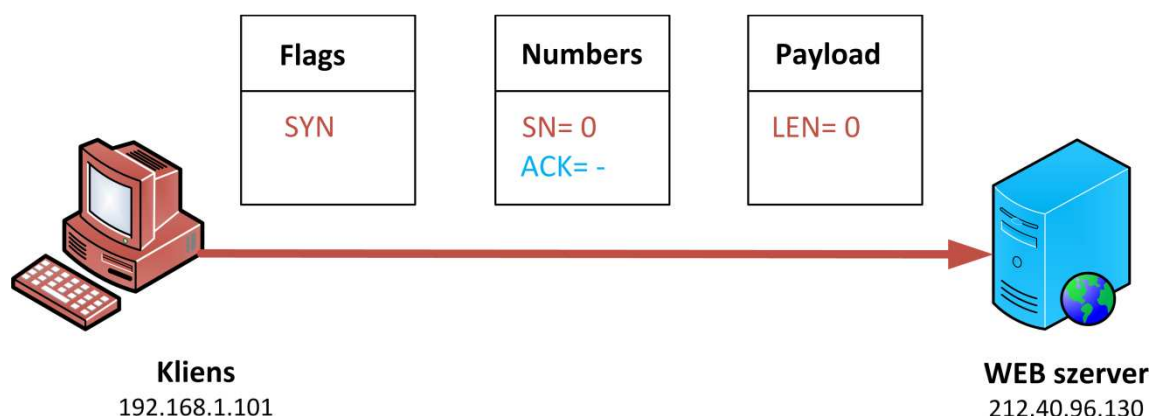 Flags
Numbers
Payload
SYN
SN= 0
ACK= -
LEN= 0
Kliens
192.168.1.101
WEB szerver
212.40.96.130